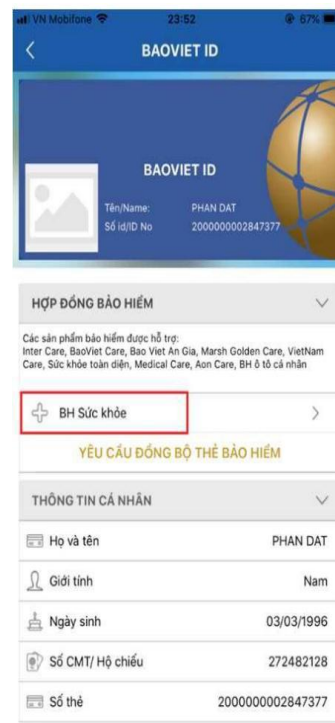 VN Mobifone 23:52 67%
BAOVIET ID
BAOVIET ID
Tên/Name: PHAN DAT
Số id/ID No 2000000002847377
HỢP ĐỒNG BẢO HIỂM
Các sản phẩm bảo hiểm được hỗ trợ:
Inter Care, BaoViet Care, Bao Viet An Gia, Marsh Golden Care, VietNam
Care, Sức khỏe toàn diện, Medical Care, Aon Care, BH ô tô cá nhân
BH Sức khỏe
YÊU CẦU ĐỒNG BỘ THẺ BẢO HIỂM
THÔNG TIN CÁ NHÂN
Họ và tên PHAN DAT
Giới tính Nam
Ngày sinh 03/03/1996
Số CMT/ Hộ chiếu 272482128
Số thẻ 2000000002847377